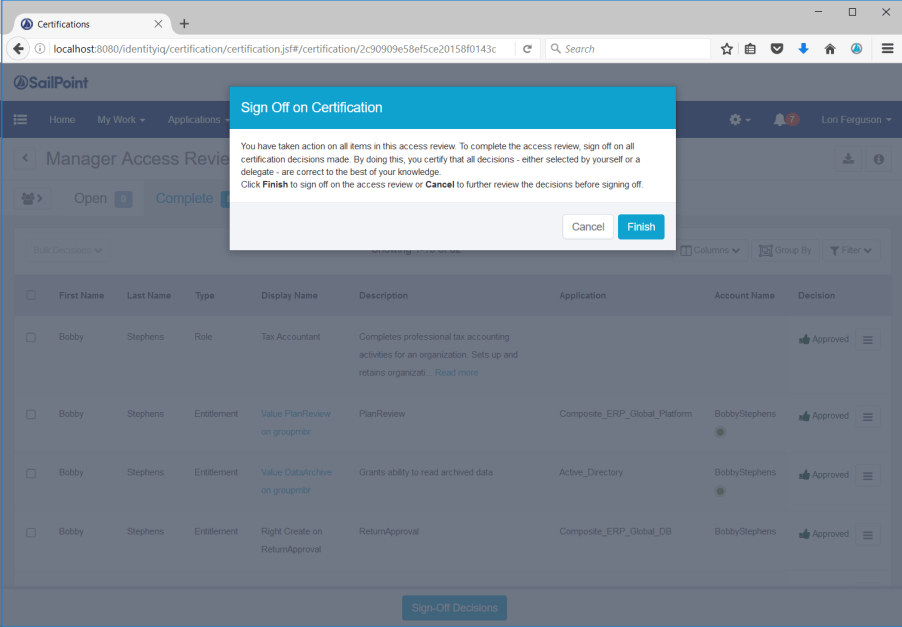 Certifications
localhost:8080/identityiq/certification/certification.jsf#/certification/2c90909e58ef5ce20158f0143c
Search
SailPoint
Home My Work Applications 7 Lori Ferguson
Manager Access Revie
Open 0 Complete
Sign Off on Certification
You have taken action on all items in this access review. To complete the access review, sign off on all
certification decisions made. By doing this, you certify that all decisions - either selected by yourself or a
delegate - are correct to the best of your knowledge.
Click Finish to sign off on the access review or Cancel to further review the decisions before signing off.
Cancel Finish
Bulk Decisions Columns Group By Filter
First Name Last Name Type Display Name Description Application Account Name Decision
Bobby Stephens Role Tax Accountant Completes professional tax accounting Approved
activities for an organization. Sets up and
retains organizati... Read more
Bobby Stephens Entitlement Value PlanReview PlanReview Composite_ERP_Global_Platform BobbyStephens Approved
on groupmbr
Bobby Stephens Entitlement Value DataArchive Grants ability to read archived data Active_Directory BobbyStephens Approved
on groupmbr
Bobby Stephens Entitlement Right Create on ReturnApproval Composite_ERP_Global_DB BobbyStephens Approved
ReturnApproval
Sign-Off Decisions